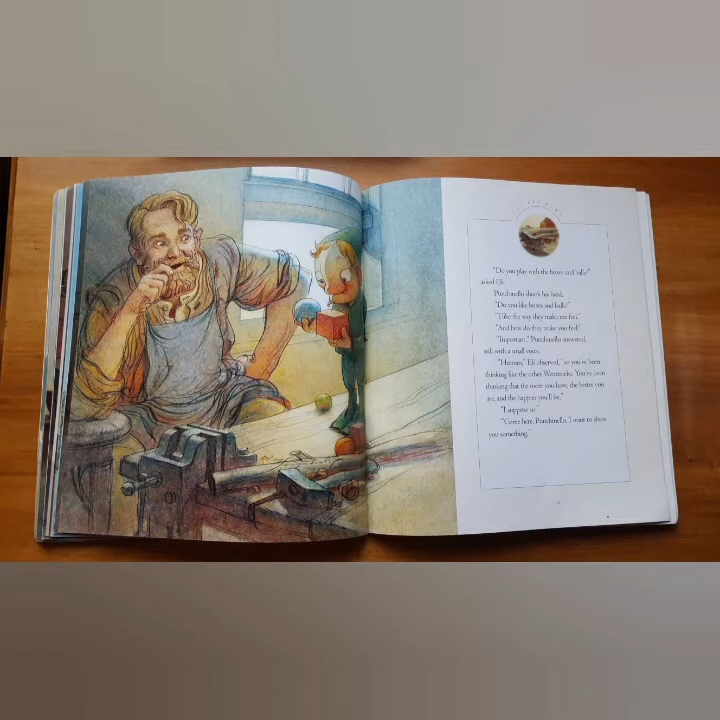 "Do you play with the boxes and balls?"
asked Eli.
Punchinello shook his head.
"Do you like boxes and balls?"
"I like the way they make me feel."
"And how do they make you feel?"
"Important," Punchinello answered,
still with a small voice.
"Hmmm," Eli observed, "so you've been
thinking like the other Wemmicks. You've been
thinking that the more you have, the better you
are, and the happier you'll be."
"I suppose so."
"Come here, Punchinello. I want to show
you something."